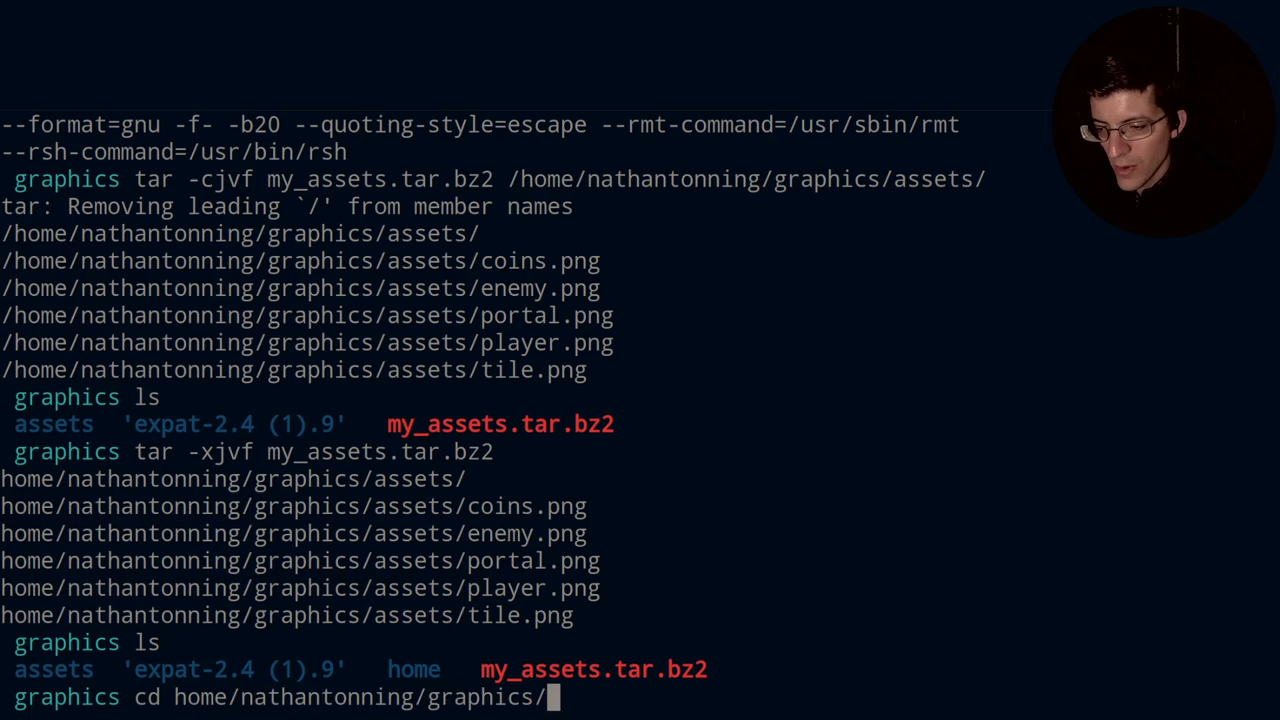 --format=gnu -f- -b20 --quoting-style=escape --rmt-command=/usr/sbin/rmt
--rsh-command=/usr/bin/rsh
graphics tar -cjvf my_assets.tar.bz2 /home/nathantonning/graphics/assets/
tar: Removing leading `/' from member names
/home/nathantonning/graphics/assets/
/home/nathantonning/graphics/assets/coins.png
/home/nathantonning/graphics/assets/enemy.png
/home/nathantonning/graphics/assets/portal.png
/home/nathantonning/graphics/assets/player.png
/home/nathantonning/graphics/assets/tile.png
graphics ls
assets 'expat-2.4 (1).9' my_assets.tar.bz2
graphics tar -xjvf my_assets.tar.bz2
home/nathantonning/graphics/assets/
home/nathantonning/graphics/assets/coins.png
home/nathantonning/graphics/assets/enemy.png
home/nathantonning/graphics/assets/portal.png
home/nathantonning/graphics/assets/player.png
home/nathantonning/graphics/assets/tile.png
graphics ls
assets 'expat-2.4 (1).9' home my_assets.tar.bz2
graphics cd home/nathantonning/graphics/